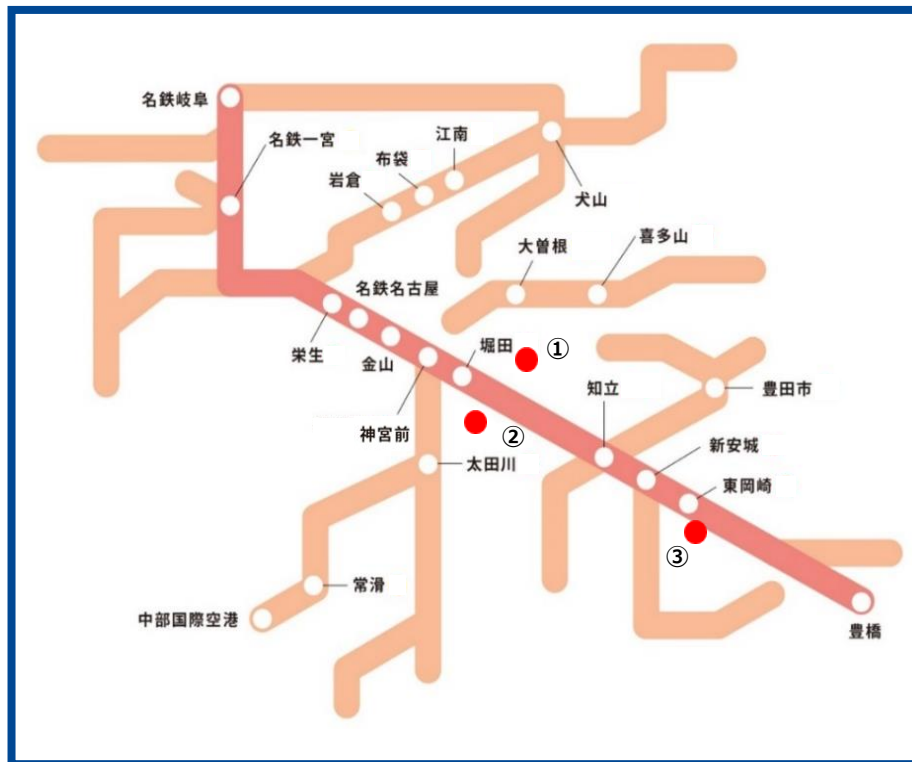 名鉄岐阜
名鉄一宮
江南
布袋
岩倉
犬山
大曽根
喜多山
名鉄名古屋
栄生
金山
堀田
①
神宮前
②
知立
豊田市
新安城
太田川
東岡崎
③
常滑
中部国際空港
豊橋